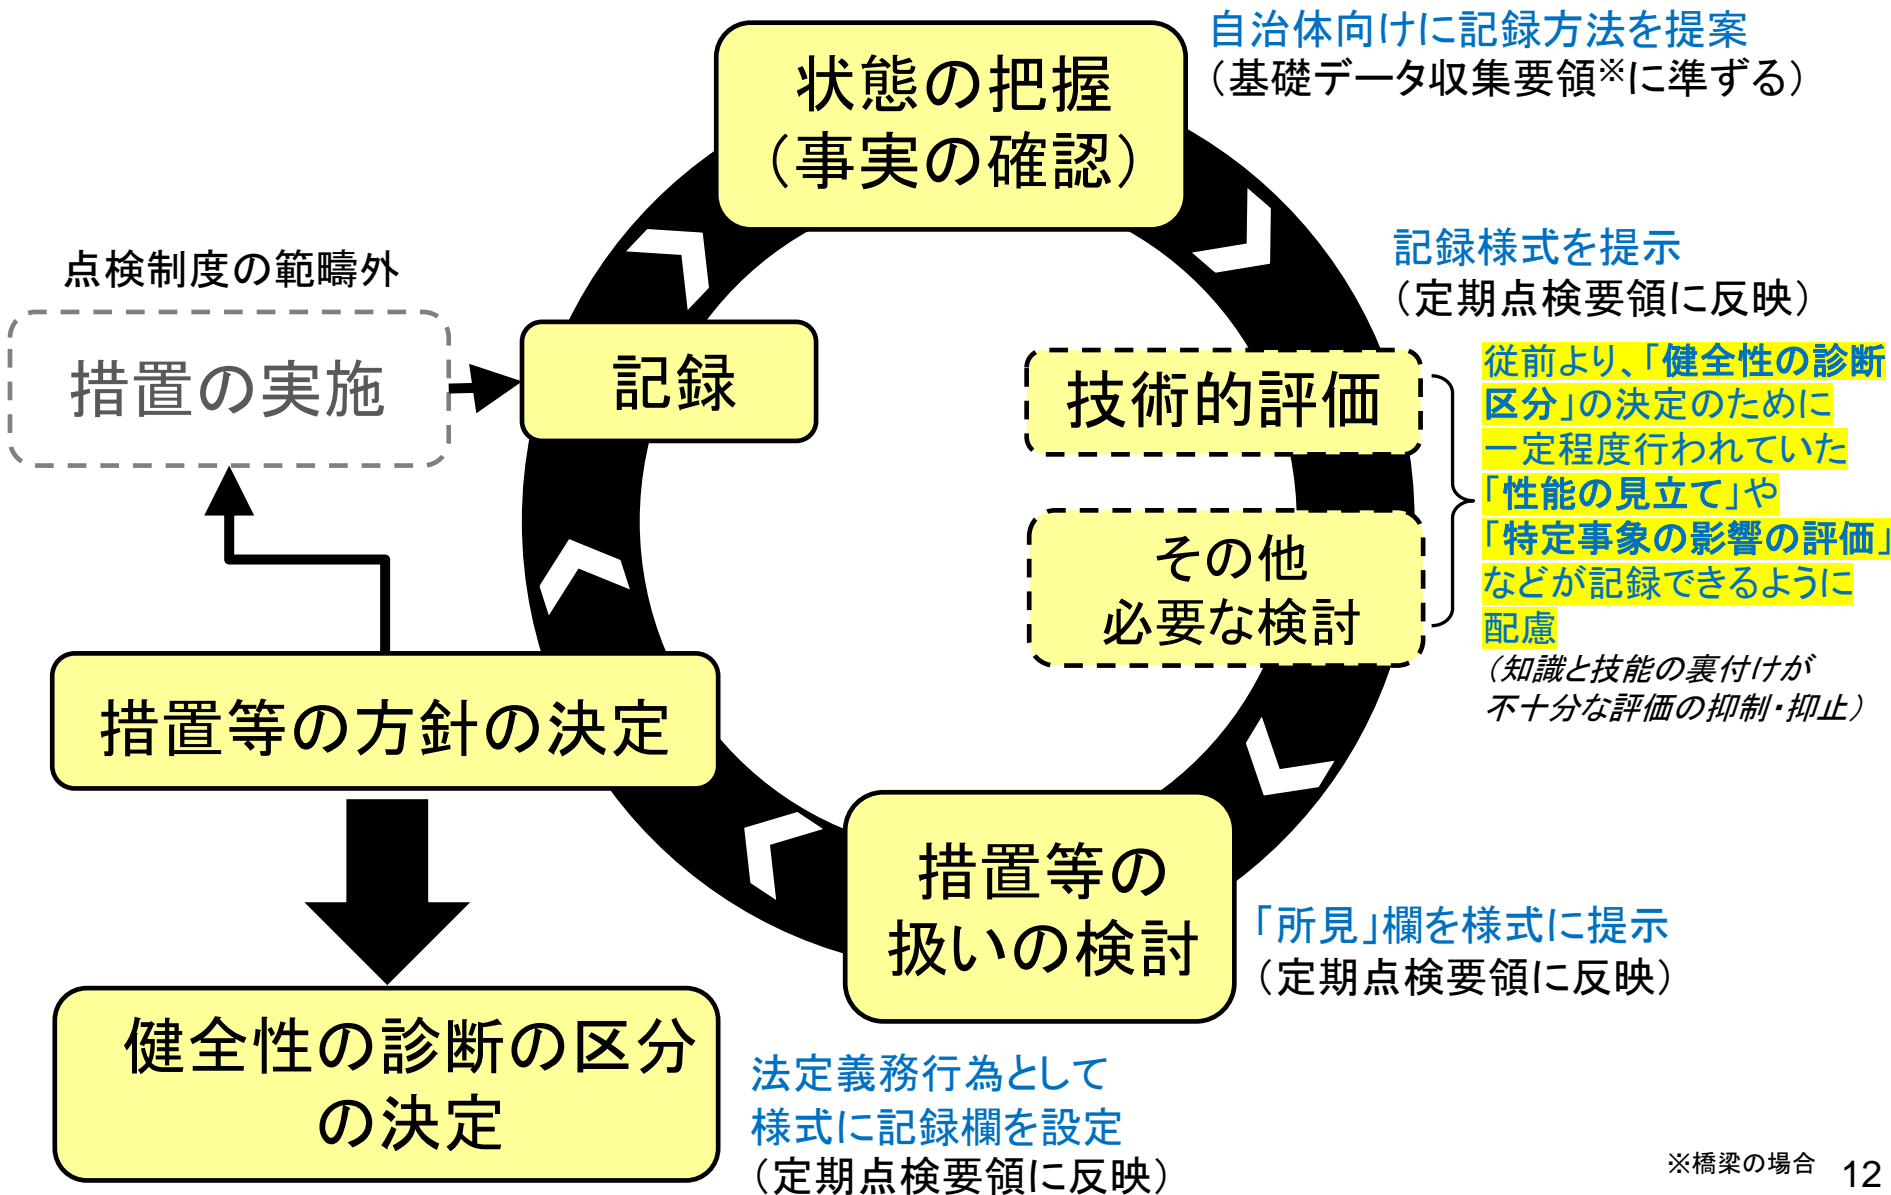 自治体向けに記録方法を提案
（基礎データ収集要領※に準ずる）
状態の把握
（事実の確認）
記録様式を提示
（定期点検要領に反映）
点検制度の範疇外
措置の実施
記録
技術的評価
その他
必要な検討
従前より、「健全性の診断
区分」の決定のために
一定程度行われていた
「性能の見立て」や
「特定事象の影響の評価」
などが記録できるように
配慮
（知識と技能の裏付けが
不十分な評価の抑制・抑止）
措置等の方針の決定
措置等の
扱いの検討
「所見」欄を様式に提示
（定期点検要領に反映）
健全性の診断の区分
の決定
法定義務行為として
様式に記録欄を設定
（定期点検要領に反映）
※橋梁の場合
12